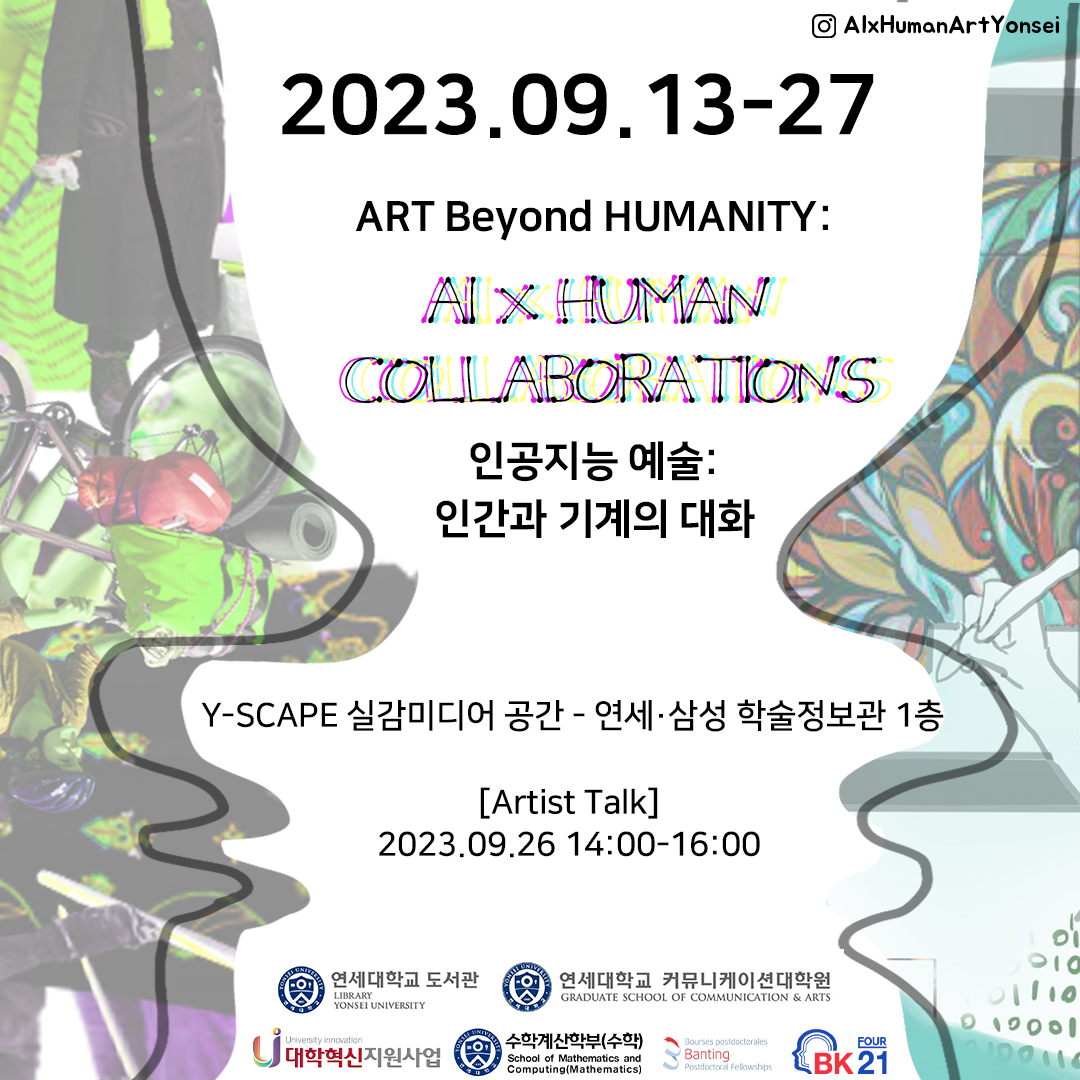 AIxHumanArtYonsei
2023.09.13-27
ART Beyond HUMANITY:
AI x HUMAN
COLLABORATIONS
인공지능 예술:
인간과 기계의 대화
Y-SCAPE 실감미디어 공간 - 연세·삼성 학술정보관 1층
[Artist Talk]
2023.09.26 14:00-16:00
연세대학교 도서관
LIBRARY
YONSEI UNIVERSITY
연세대학교 커뮤니케이션대학원
GRADUATE SCHOOL OF COMMUNICATION & ARTS
University innovation
대학혁신지원사업
수학계산학부(수학)
School of Mathematics and
Computing(Mathematics)
Bourses postdoctorales
Banting
Postdoctoral Fellowships
FOUR
BK 21